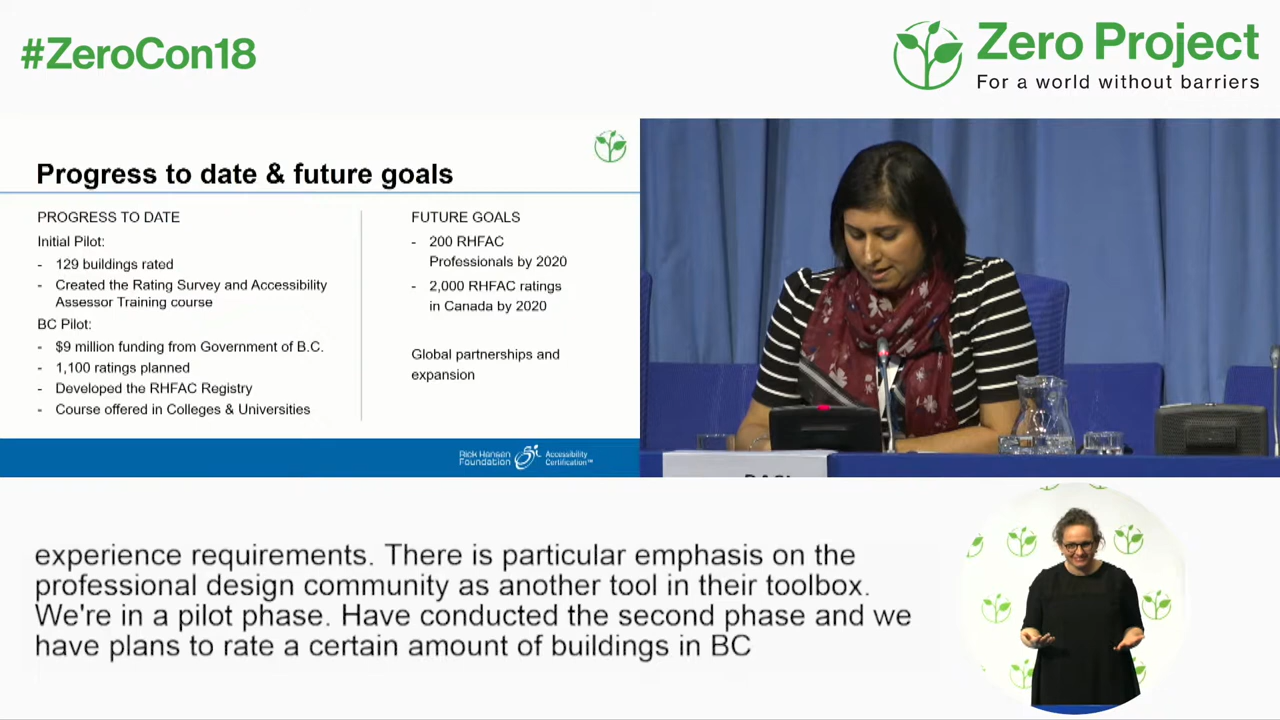 #ZeroCon18
Zero Project
For a world without barriers
Progress to date & future goals
PROGRESS TO DATE
Initial Pilot:
- 129 buildings rated
- Created the Rating Survey and Accessibility
Assessor Training course
BC Pilot:
- $9 million funding from Government of B.C.
- 1,100 ratings planned
- Developed the RHFAC Registry
- Course offered in Colleges & Universities
FUTURE GOALS
- 200 RHFAC
Professionals by 2020
- 2,000 RHFAC ratings
in Canada by 2020
Global partnerships and
expansion
Rick Hansen
Foundation
Accessibility
Certification™
experience requirements. There is particular emphasis on the
professional design community as another tool in their toolbox.
We're in a pilot phase. Have conducted the second phase and we
have plans to rate a certain amount of buildings in BC